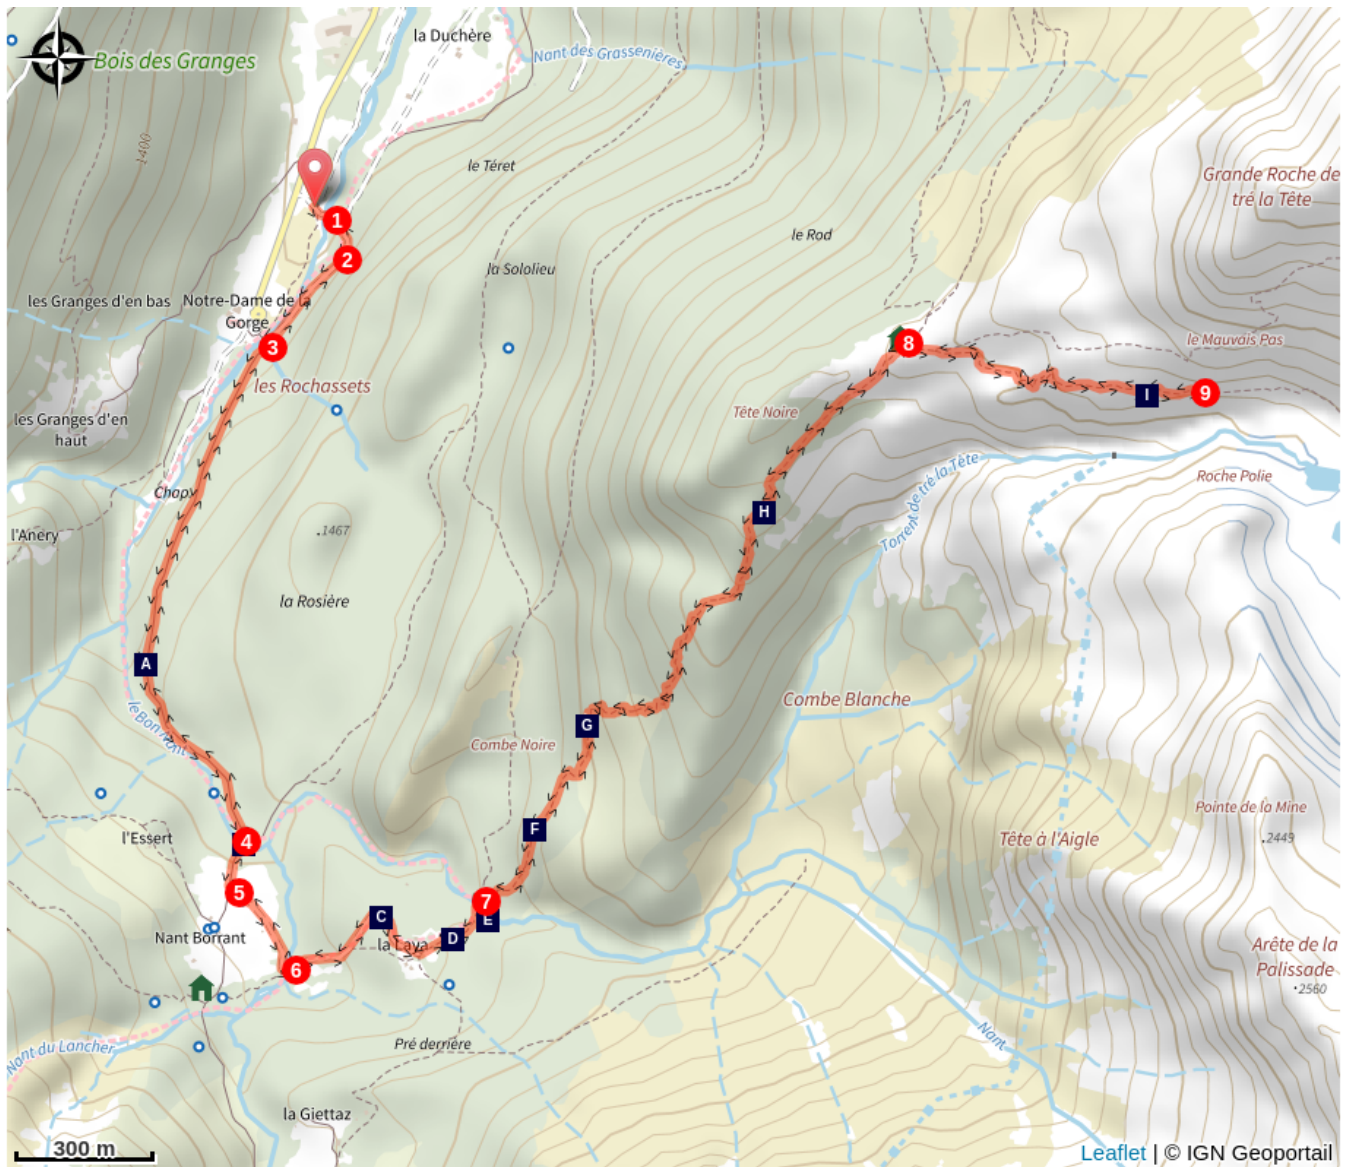 la Duchère
Bois des Granges
Nant des Grassenières
1400
le Téret
Grande Roche de
tré la Tête
1
le Rod
2
la Sololieu
les Granges d'en bas
Notre-Dame de la
Gorge
3
8
le Mauvais Pas
les Rochassets
I
9
Tête Noire
les Granges d'en
haut
Torrent de tré la Tête
Roche Polie
Chapy
H
l'Anery
.1467
la Rosière
A
Combe Blanche
le Bon Nant
G
Combe Noire
Pointe de la Mine
.2449
F
l'Essert
4
Tête à l'Aigle
5
7
C
E
Nant Borrant
la Laya
D
Arête de la
Palissade
.2560
6
Nant
Nant du Lancher
Pré derrière
la Giettaz
300 m
Leaflet | © IGN Geoportail